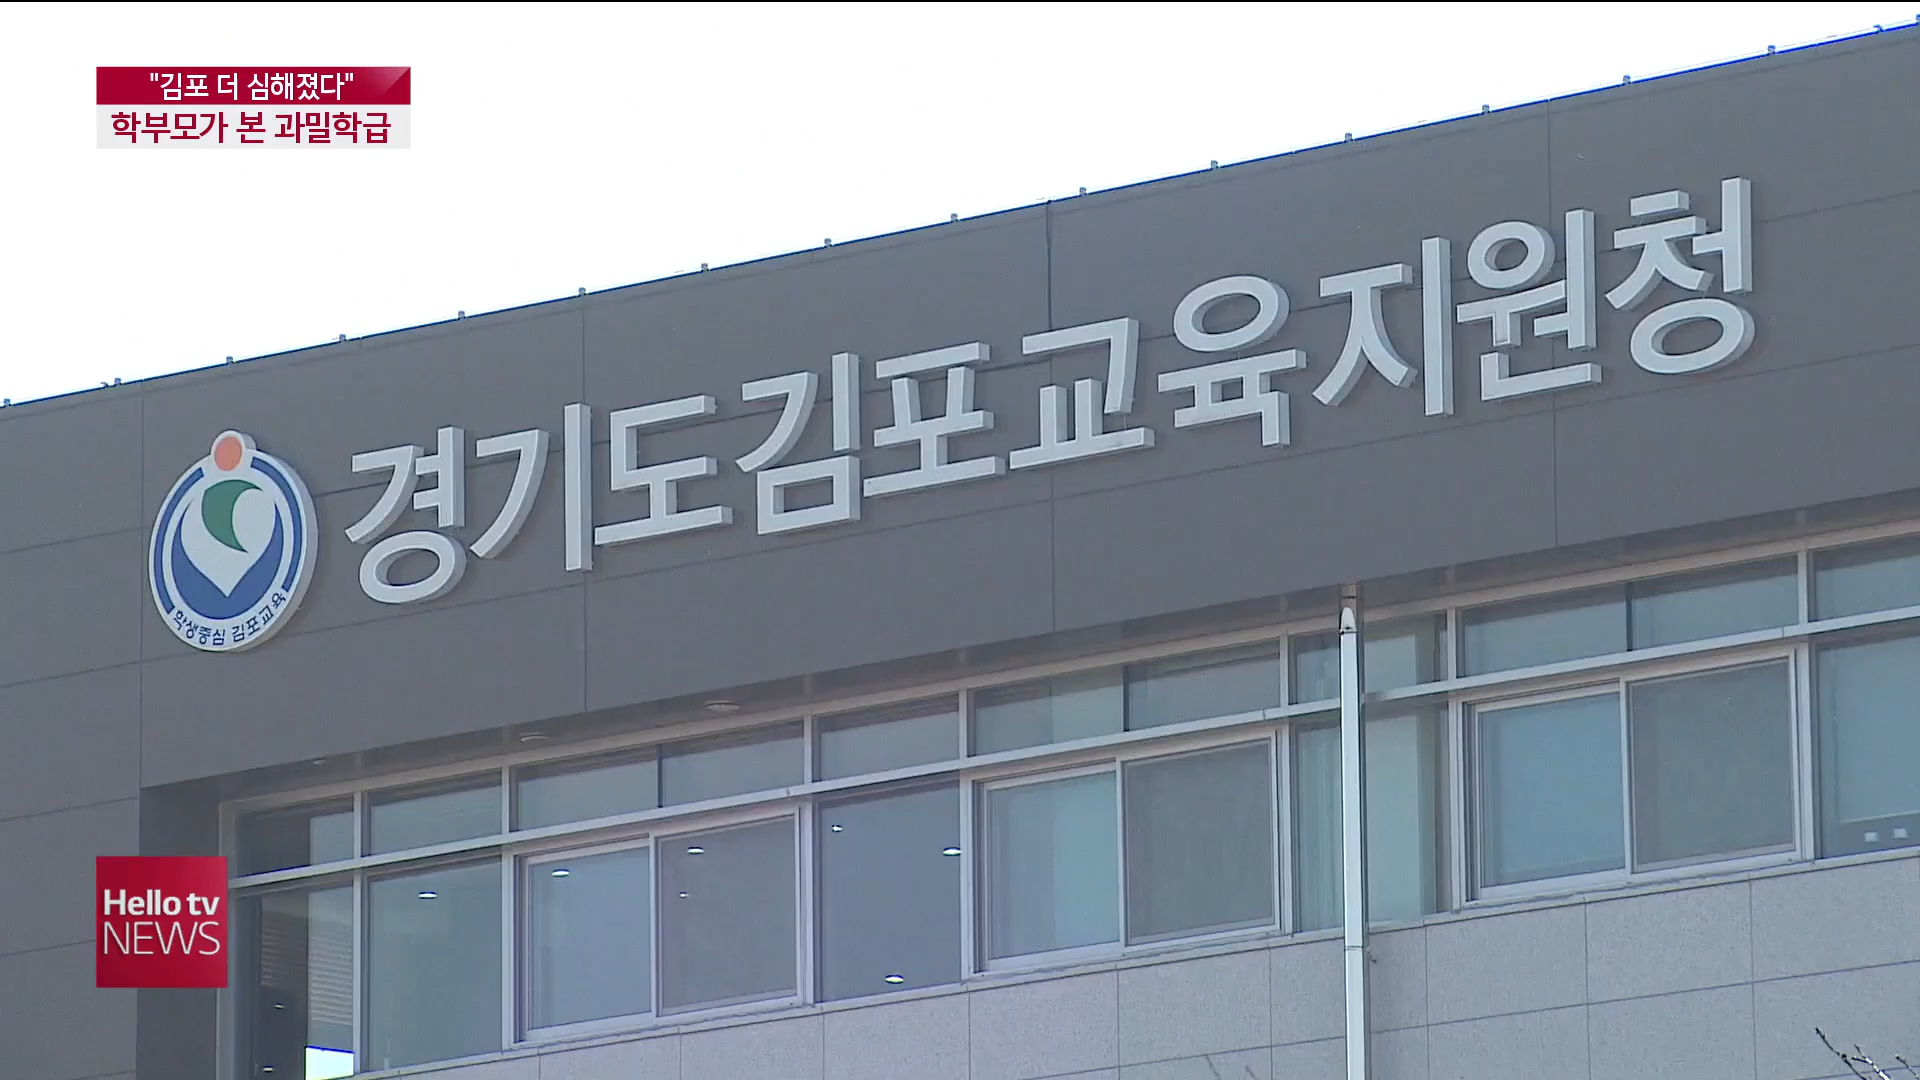 "김포 더 심해졌다"
학부모가 본 과밀학급
경기도김포교육지원청
학생중심 김포교육
Hello tv
NEWS